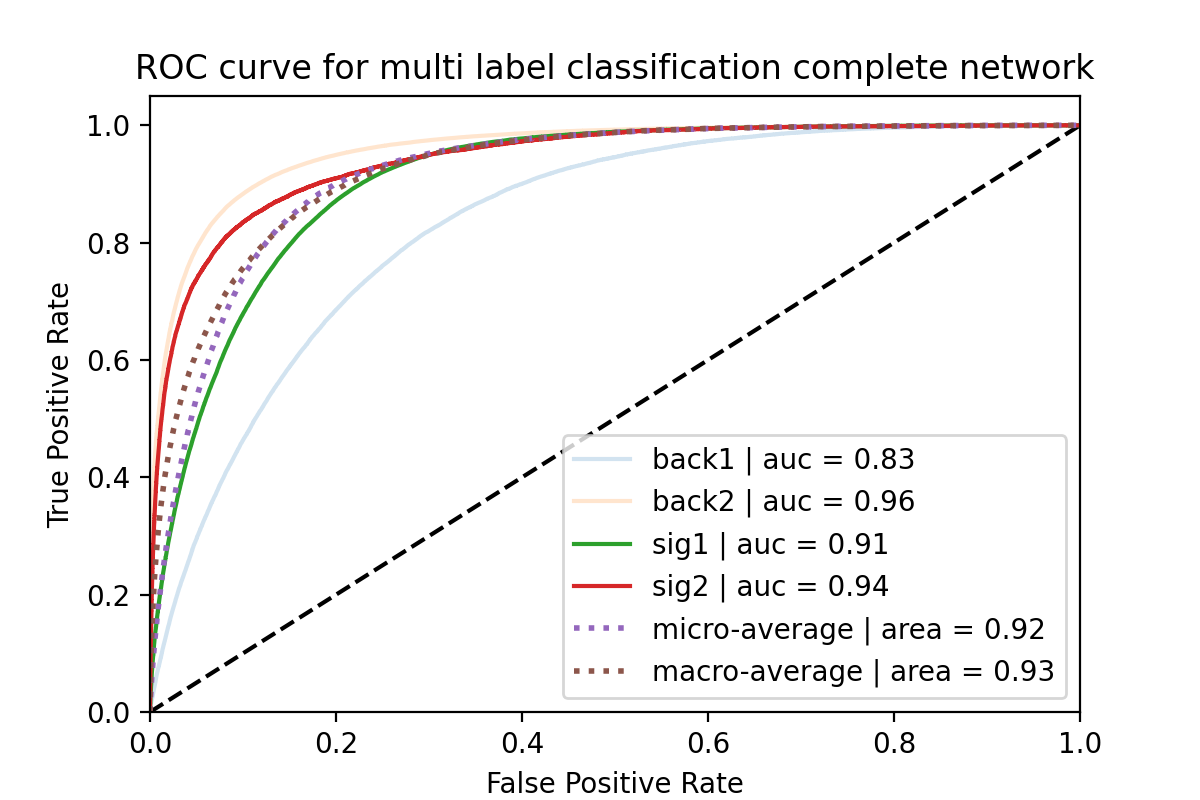 ROC curve for multi label classification complete network
True Positive Rate
1.0
0.8
0.6
0.4
0.2
0.0
back1 | auc = 0.83
back2 | auc = 0.96
sig1 | auc = 0.91
sig2 | auc = 0.94
micro-average | area = 0.92
macro-average | area = 0.93
0.0 0.2 0.4 0.6 0.8 1.0
False Positive Rate